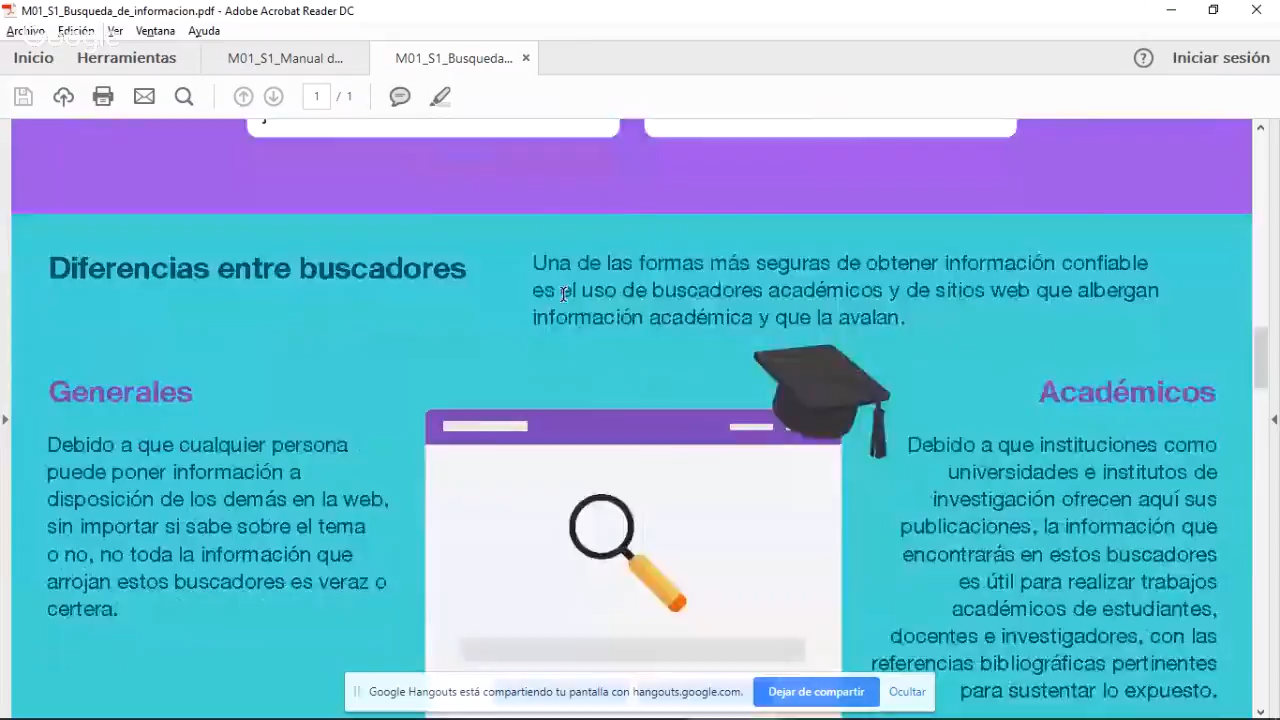 M01_S1_Busqueda_de_informacion.pdf - Adobe Acrobat Reader DC
Archivo Edición Ver Ventana Ayuda
Google
Inicio Herramientas M01_S1_Manual d... M01_S1_Busqueda... × Iniciar sesión
1 / 1
Diferencias entre buscadores
Una de las formas más seguras de obtener información confiable
es el uso de buscadores académicos y de sitios web que albergan
información académica y que la avalan.
Generales
Debido a que cualquier persona
puede poner información a
disposición de los demás en la web,
sin importar si sabe sobre el tema
o no, no toda la información que
arrojan estos buscadores es veraz o
certera.
Académicos
Debido a que instituciones como
universidades e institutos de
investigación ofrecen aquí sus
publicaciones, la información que
encontrarás en estos buscadores
es útil para realizar trabajos
académicos de estudiantes,
docentes e investigadores, con las
referencias bibliográficas pertinentes
para sustentar lo expuesto.
Google Hangouts está compartiendo tu pantalla con hangouts.google.com. Dejar de compartir Ocultar